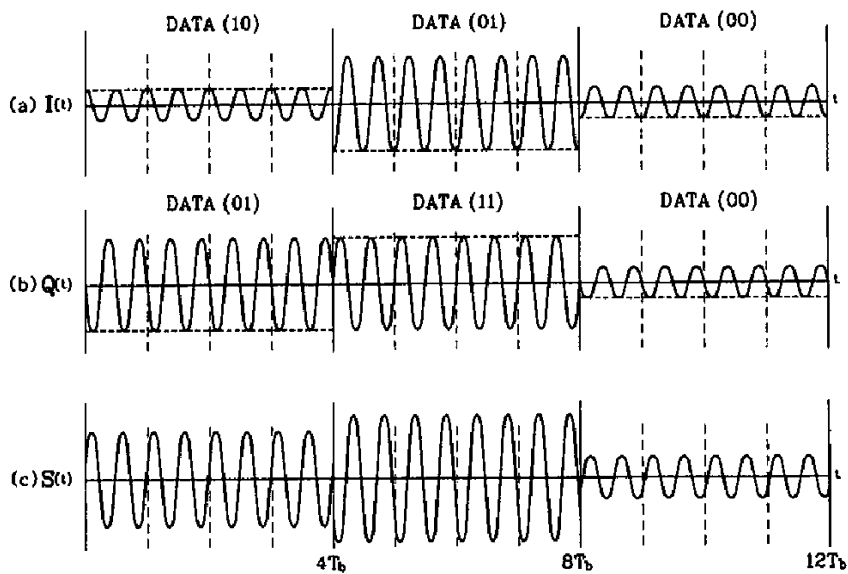 DATA (10) DATA (01) DATA (00)
(a) I(t) t
DATA (01) DATA (11) DATA (00)
(b) Q(t) t
(c) S(t) t
4Tb 8Tb 12Tb